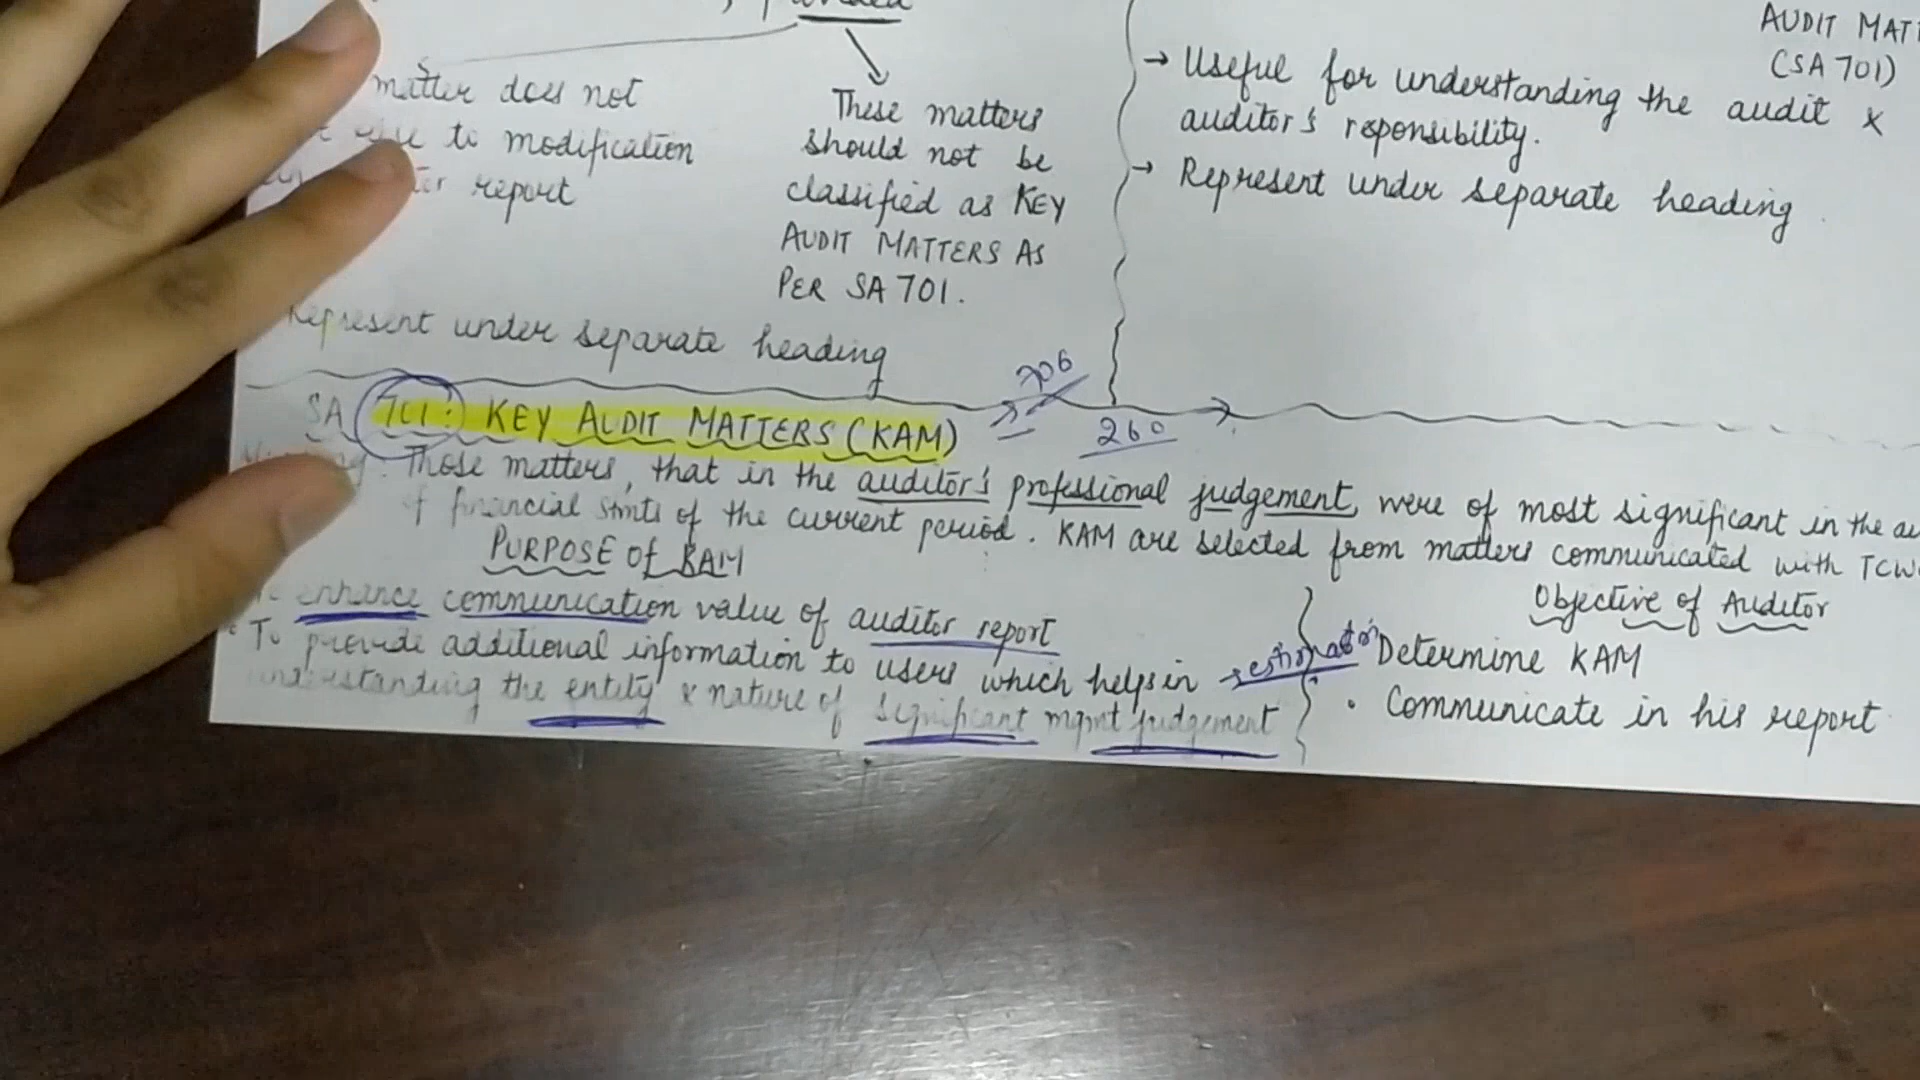 matter does not
to modification
report
These matters
should not be
classified as KEY
AUDIT MATTERS AS
PER SA 701.
Represent under separate heading
AUDIT MATT
(SA 701)
→ Useful for understanding the audit x
auditor's reponsibility.
→ Represent under separate heading
706
260
SA 701: KEY AUDIT MATTERS (KAM)
Those matters, that in the auditor's professional judgement, were of most significant in the au
of financial stmts of the current period. KAM are selected from matters communicated with TCW
PURPOSE OF KAM
enhance communication value of auditor report
• To provide additional information to users which helps in → estimation
understanding the entity & nature of significant mgmt judgement
Objective of Auditor
Determine KAM
• Communicate in his report